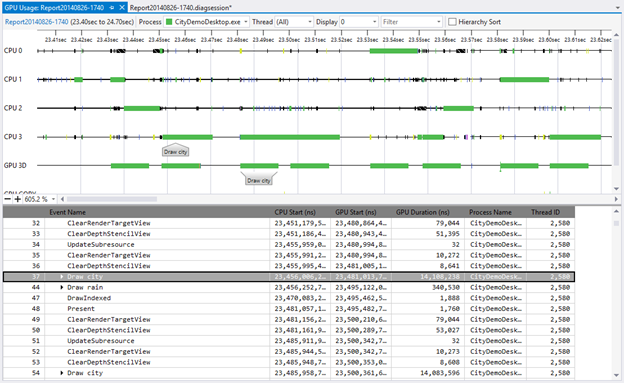 GPU Usage: Report20140826-1740 Report20140826-1740.diagsession*
Report20140826-1740 (23.40sec to 24.70sec) Process CityDemoDesktop.exe Thread (All) Display 0 Filter Hierarchy Sort
23.41sec 23.42sec 23.43sec 23.44sec 23.45sec 23.46sec 23.47sec 23.48sec 23.49sec 23.50sec 23.51sec 23.52sec 23.53sec 23.54sec 23.55sec 23.56sec 23.57sec 23.58sec 23.59sec 23.60sec 23.61sec 23.62sec
CPU 0
CPU 1
CPU 2
CPU 3
Draw city
GPU 3D
Draw city
GPU COPY
605.2 %
Event Name CPU Start (ns) GPU Start (ns) GPU Duration (ns) Process Name Thread ID
32 ClearRenderTargetView 23,451,179,5... 23,480,864,4... 79,044 CityDemoDesk... 2,580
33 ClearDepthStencilView 23,451,186,4... 23,480,943,4... 51,395 CityDemoDesk... 2,580
34 UpdateSubresource 23,455,959,0... 23,480,994,8... 32 CityDemoDesk... 2,580
35 ClearRenderTargetView 23,455,991,2... 23,480,994,8... 10,272 CityDemoDesk... 2,580
36 ClearDepthStencilView 23,455,995,4... 23,481,005,1... 8,641 CityDemoDesk... 2,580
37 Draw city 23,456,006,2... 23,481,013,7... 14,108,238 CityDemoDesk... 2,580
44 Draw rain 23,456,252,7... 23,495,122,0... 340,530 CityDemoDesk... 2,580
47 DrawIndexed 23,470,083,2... 23,495,462,5... 1,888 CityDemoDesk... 2,580
48 Present 23,481,057,1... 23,495,482,4... 1,760 CityDemoDesk... 2,580
49 ClearRenderTargetView 23,481,156,2... 23,500,210,6... 79,044 CityDemoDesk... 2,580
50 ClearDepthStencilView 23,481,161,9... 23,500,289,7... 53,027 CityDemoDesk... 2,580
51 UpdateSubresource 23,485,911,9... 23,500,342,7... 32 CityDemoDesk... 2,580
52 ClearRenderTargetView 23,485,944,5... 23,500,342,7... 10,273 CityDemoDesk... 2,580
53 ClearDepthStencilView 23,485,948,7... 23,500,353,0... 8,608 CityDemoDesk... 2,580
54 Draw city 23,485,958,7... 23,500,361,6... 14,083,596 CityDemoDesk... 2,580